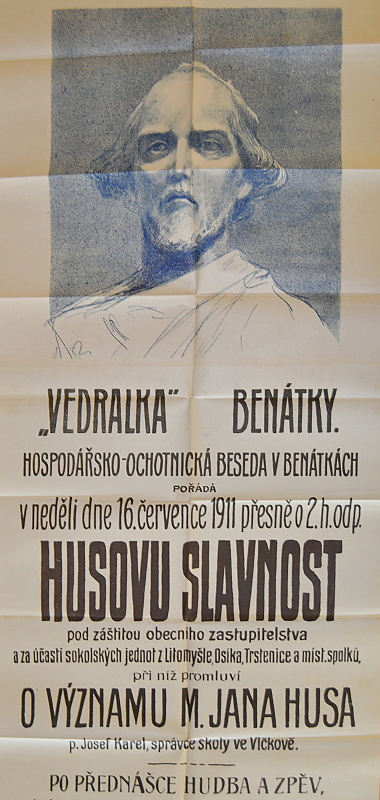 „VEDRALKA“ BENÁTKY.
HOSPODÁŘSKO-OCHOTNICKÁ BESEDA V BENÁTKÁCH
POŘÁDÁ
v neděli dne 16. července 1911 přesně o 2. h. odp.
HUSOVU SLAVNOST
pod záštitou obecního zastupitelstva
a za účasti sokolských jednot z Litomyšle, Osika, Trstenice a míst. spolků,
při níž promluví
O VÝZNAMU M. JANA HUSA
p. Josef Karel, správce školy ve Vlčkově.
PO PŘEDNÁŠCE HUDBA A ZPĚV,